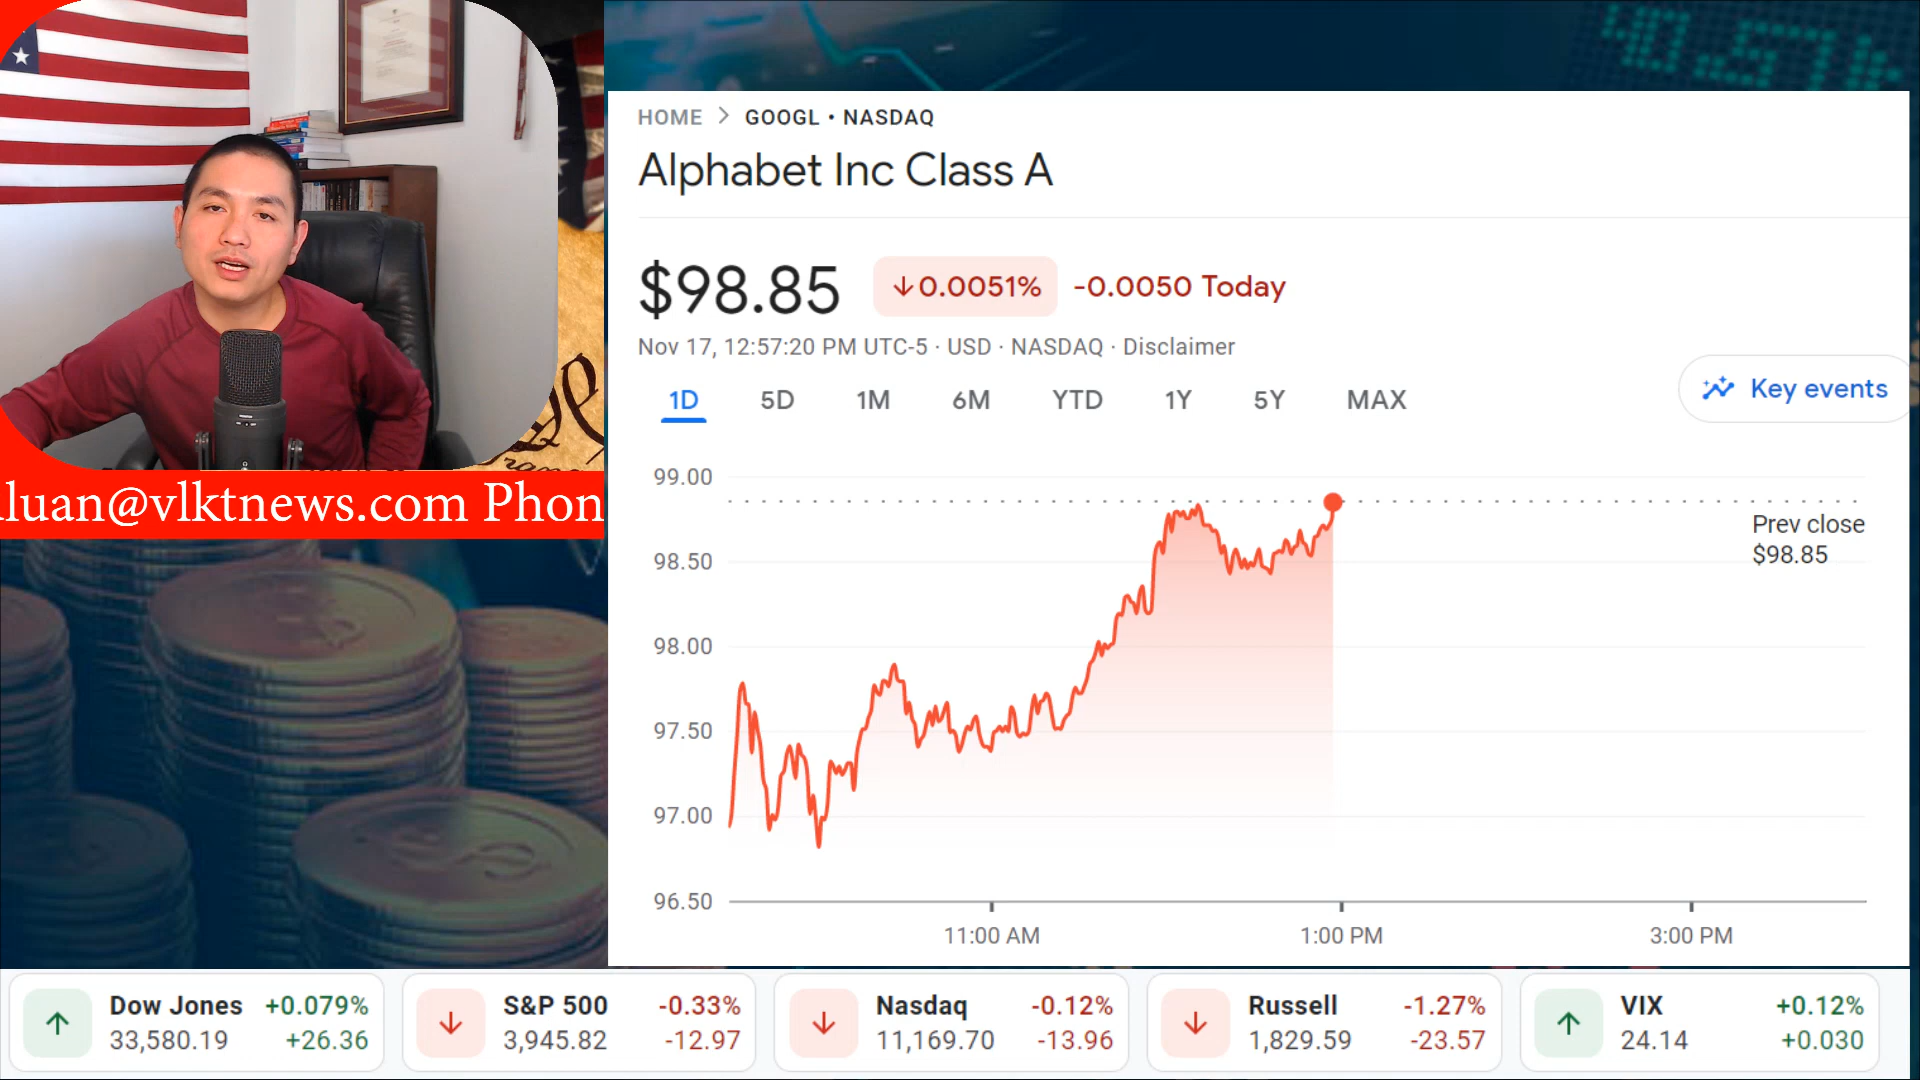 luan@vlktnews.com Phon
HOME > GOOGL • NASDAQ
Alphabet Inc Class A
$98.85 ↓0.0051% -0.0050 Today
Nov 17, 12:57:20 PM UTC-5 · USD · NASDAQ · Disclaimer
1D 5D 1M 6M YTD 1Y 5Y MAX
Key events
99.00
Prev close
$98.85
98.50
98.00
97.50
97.00
96.50
11:00 AM 1:00 PM 3:00 PM
Dow Jones +0.079%
33,580.19 +26.36
S&P 500 -0.33%
3,945.82 -12.97
Nasdaq -0.12%
11,169.70 -13.96
Russell -1.27%
1,829.59 -23.57
VIX +0.12%
24.14 +0.030